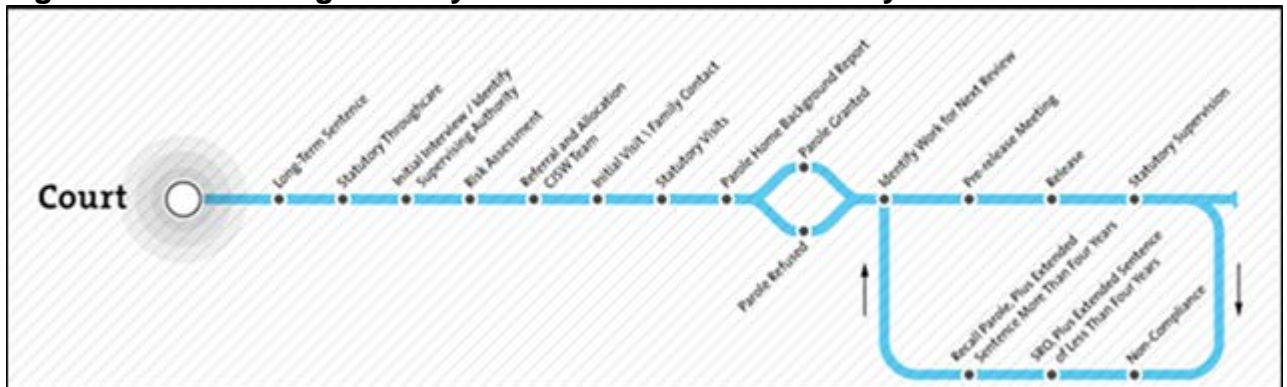 Court
Long-Term Sentence
Statutory Throughcare
Initial Interview / Identify
Supervising Authority
Risk Assessment
Referral and Allocation
CJSW Team
Initial Visit \ Family Contact
Statutory Visits
Parole Home Background Report
Parole Granted
Parole Refused
Identify Work for Next Review
Pre-release Meeting
Release
Statutory Supervision
Recall Parole, Plus Extended
Sentence More Than Four Years
SRO, Plus Extended Sentence
of Less Than Four Years
Non-Compliance